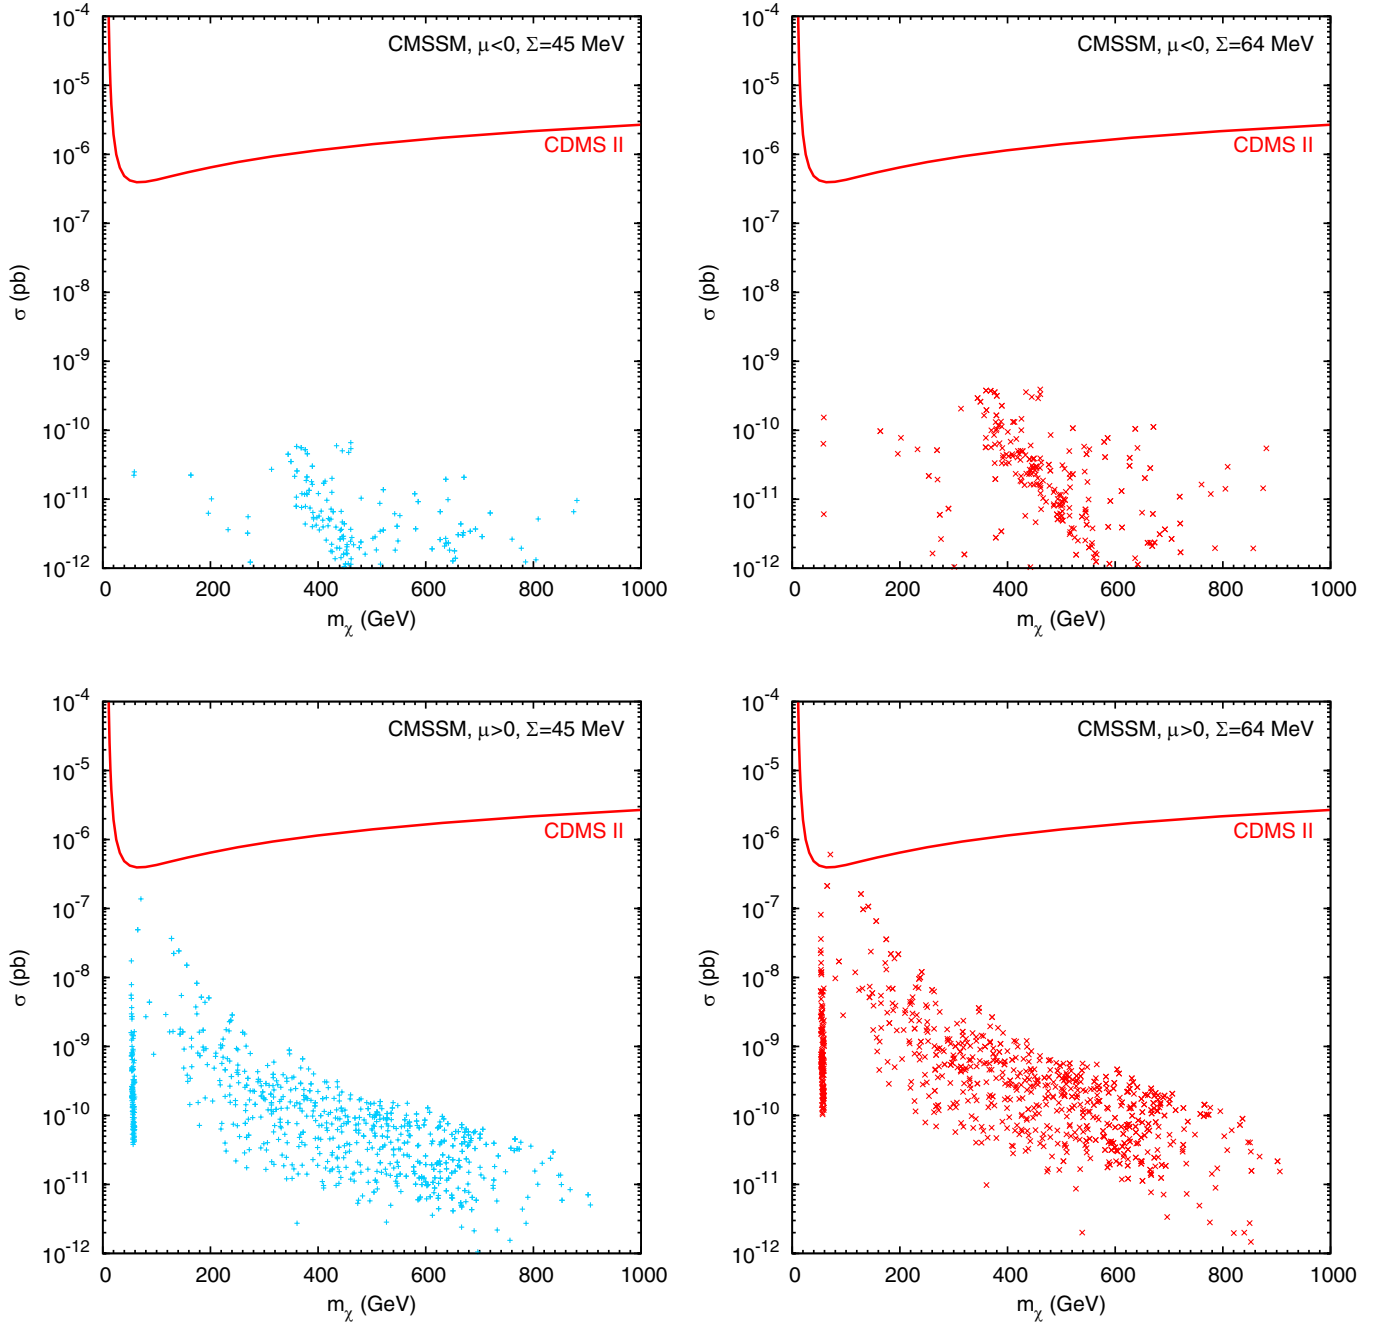 CMSSM, μ<0, Σ=45 MeV
CDMS II
10^-4
10^-5
10^-6
10^-7
10^-8
10^-9
10^-10
10^-11
10^-12
σ (pb)
0 200 400 600 800 1000
m_χ (GeV)
CMSSM, μ<0, Σ=64 MeV
CDMS II
10^-4
10^-5
10^-6
10^-7
10^-8
10^-9
10^-10
10^-11
10^-12
σ (pb)
0 200 400 600 800 1000
m_χ (GeV)
CMSSM, μ>0, Σ=45 MeV
CDMS II
10^-4
10^-5
10^-6
10^-7
10^-8
10^-9
10^-10
10^-11
10^-12
σ (pb)
0 200 400 600 800 1000
m_χ (GeV)
CMSSM, μ>0, Σ=64 MeV
CDMS II
10^-4
10^-5
10^-6
10^-7
10^-8
10^-9
10^-10
10^-11
10^-12
σ (pb)
0 200 400 600 800 1000
m_χ (GeV)